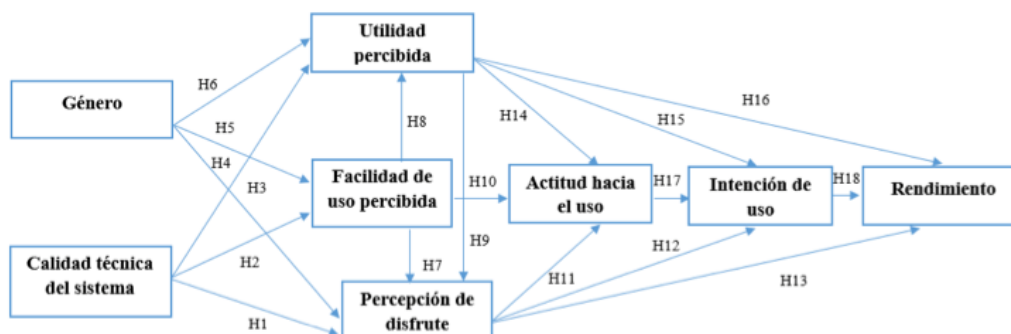 Utilidad
percibida
H6
H16
Género
H5
H8
H14
H15
H4
H3
Facilidad de
uso percibida
H10
Actitud hacia
el uso
H17
Intención de
uso
H18
Rendimiento
H9
H12
Calidad técnica
del sistema
H2
H7
H11
H13
Percepción de
disfrute
H1